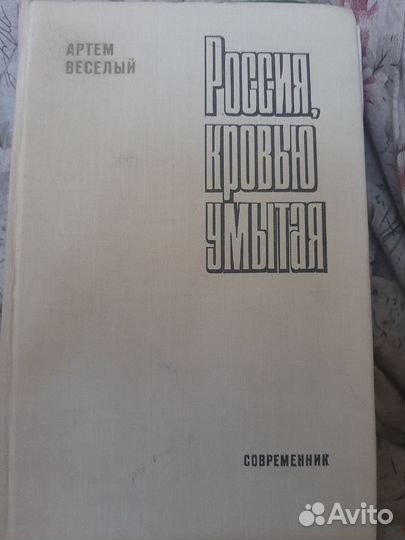 АРТЕМ
ВЕСЕЛЫЙ
РОССИЯ,
КРОВЬЮ
УМЫТАЯ
СОВРЕМЕННИК
Avito